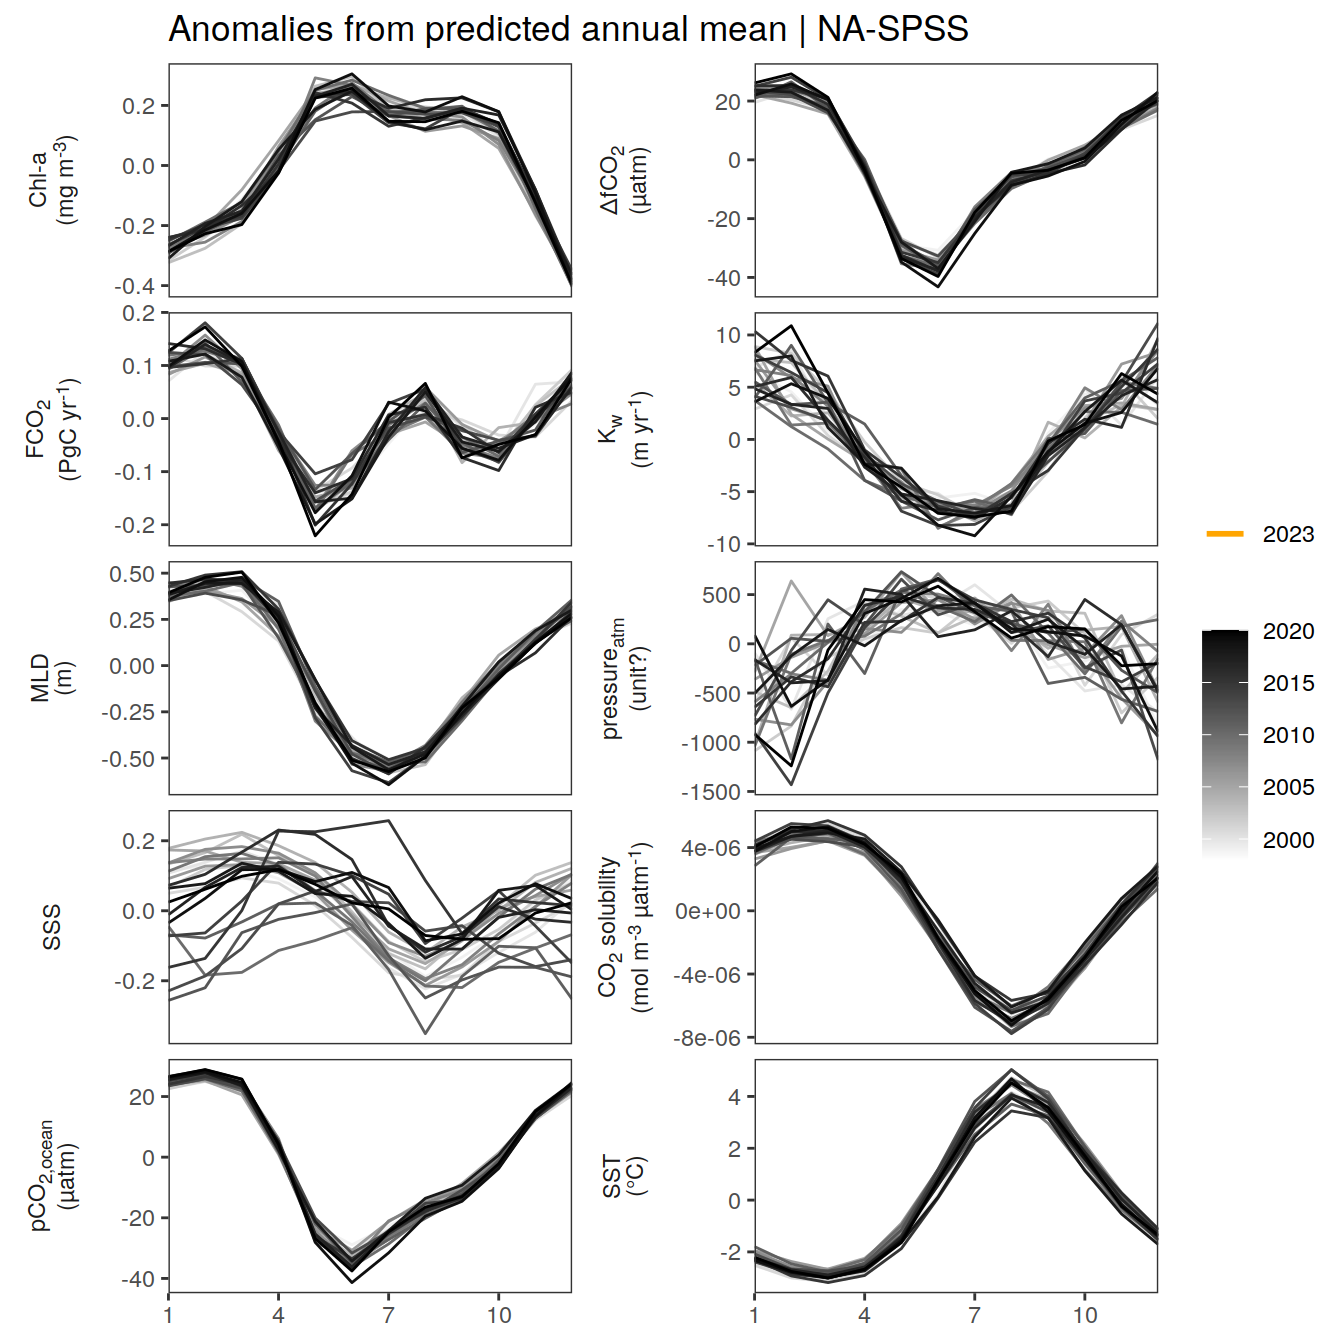 Anomalies from predicted annual mean | NA-SPSS
Chl-a
(mg m⁻³)
0.2
0.0
-0.2
-0.4
ΔfCO₂
(µatm)
20
0
-20
-40
FCO₂
(PgC yr⁻¹)
0.2
0.1
0.0
-0.1
-0.2
K_w
(m yr⁻¹)
10
5
0
-5
-10
MLD
(m)
0.50
0.25
0.00
-0.25
-0.50
pressure_atm
(unit?)
500
0
-500
-1000
-1500
SSS
0.2
0.0
-0.2
CO₂ solubility
(mol m⁻³ µatm⁻¹)
4e-06
0e+00
-4e-06
-8e-06
pCO₂,ocean
(µatm)
20
0
-20
-40
1 4 7 10
SST
(°C)
4
2
0
-2
1 4 7 10
2023
2020
2015
2010
2005
2000